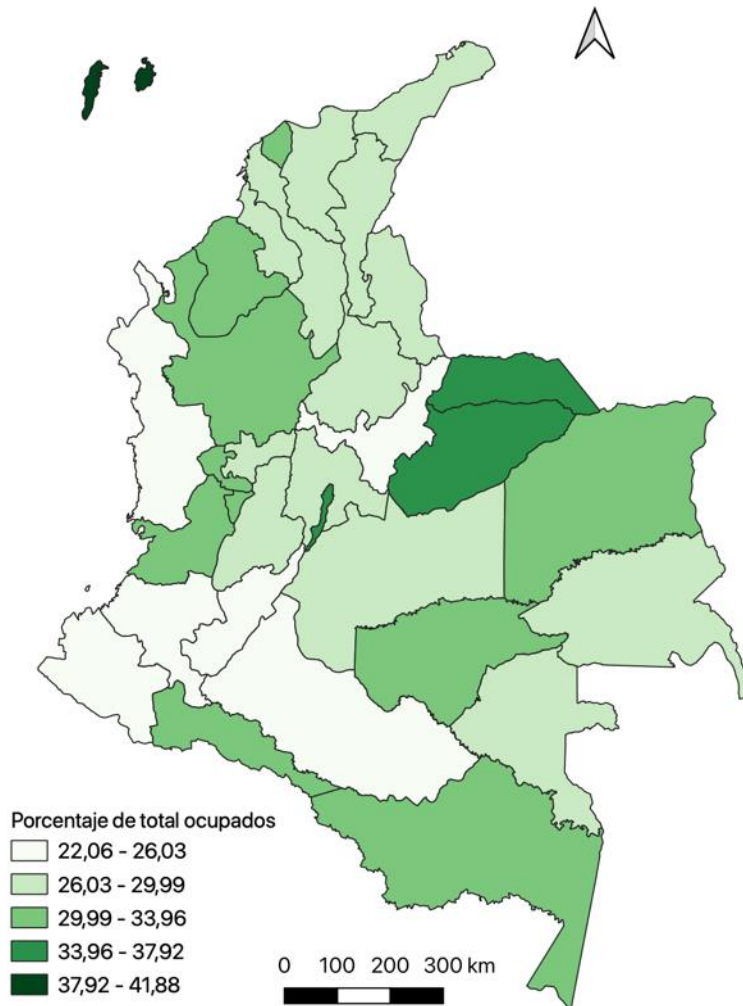 Porcentaje de total ocupados
22,06 - 26,03
26,03 - 29,99
29,99 - 33,96
33,96 - 37,92
37,92 - 41,88
0 100 200 300 km